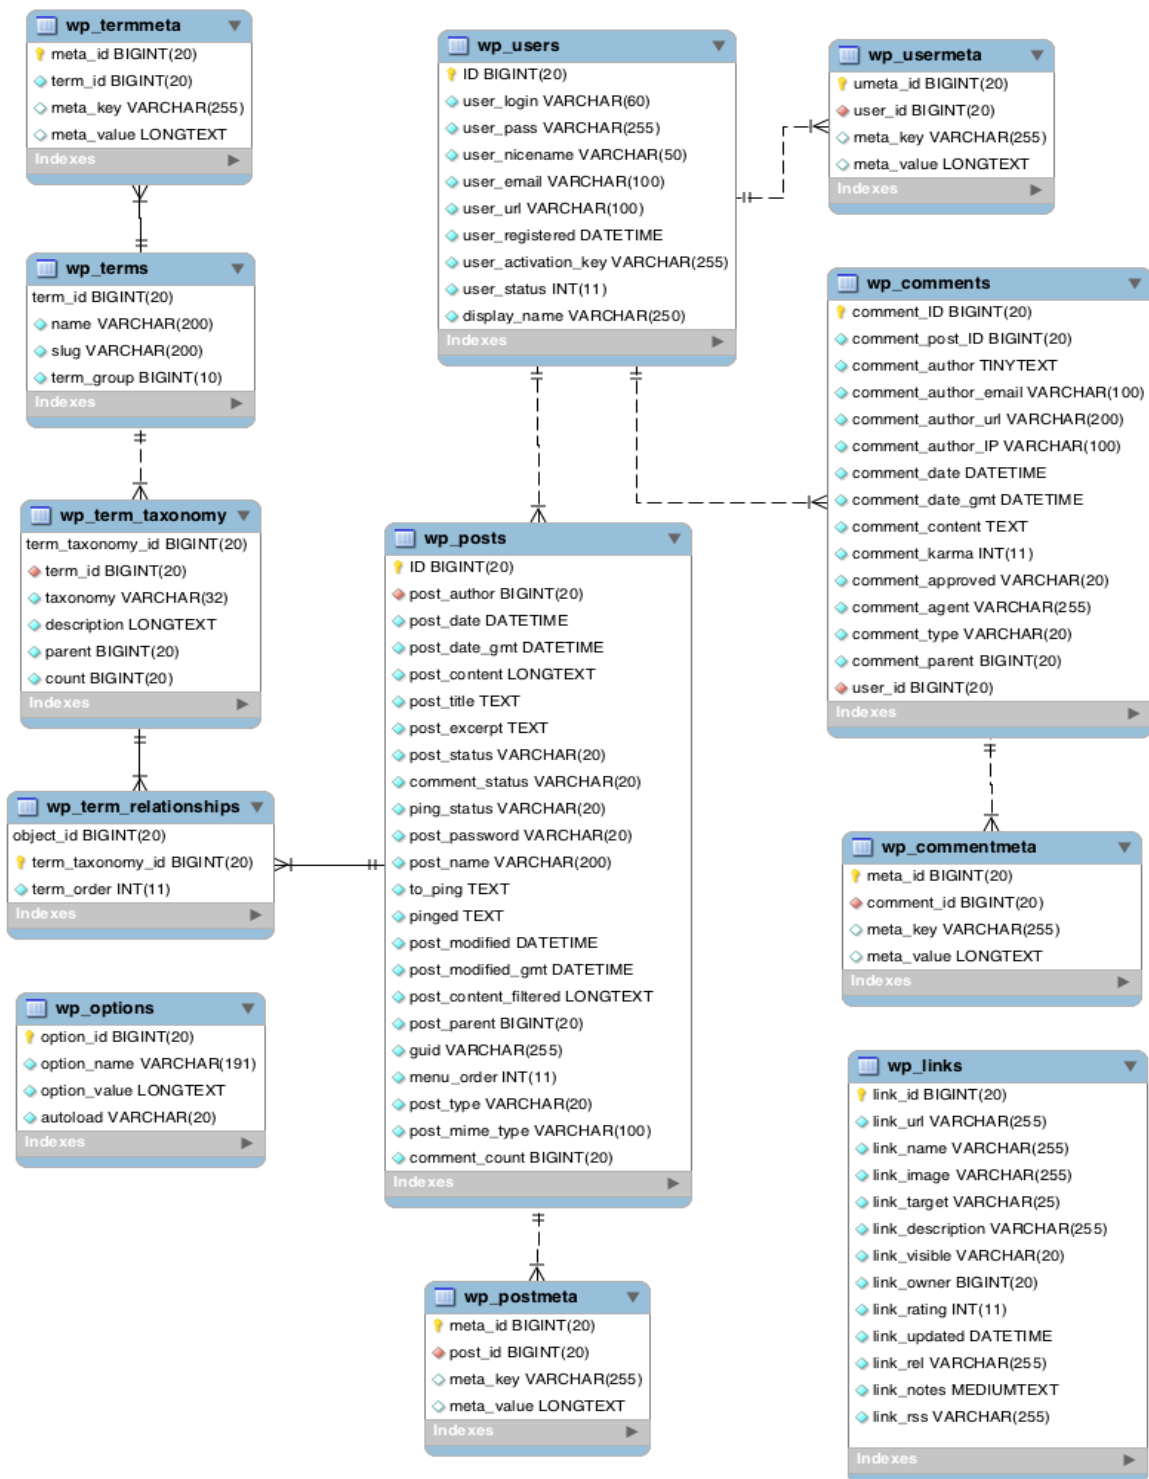 wp_termmeta
meta_id BIGINT(20)
term_id BIGINT(20)
meta_key VARCHAR(255)
meta_value LONGTEXT
Indexes
wp_terms
term_id BIGINT(20)
name VARCHAR(200)
slug VARCHAR(200)
term_group BIGINT(10)
Indexes
wp_term_taxonomy
term_taxonomy_id BIGINT(20)
term_id BIGINT(20)
taxonomy VARCHAR(32)
description LONGTEXT
parent BIGINT(20)
count BIGINT(20)
Indexes
wp_term_relationships
object_id BIGINT(20)
term_taxonomy_id BIGINT(20)
term_order INT(11)
Indexes
wp_options
option_id BIGINT(20)
option_name VARCHAR(191)
option_value LONGTEXT
autoload VARCHAR(20)
Indexes
wp_users
ID BIGINT(20)
user_login VARCHAR(60)
user_pass VARCHAR(255)
user_nicename VARCHAR(50)
user_email VARCHAR(100)
user_url VARCHAR(100)
user_registered DATETIME
user_activation_key VARCHAR(255)
user_status INT(11)
display_name VARCHAR(250)
Indexes
wp_posts
ID BIGINT(20)
post_author BIGINT(20)
post_date DATETIME
post_date_gmt DATETIME
post_content LONGTEXT
post_title TEXT
post_excerpt TEXT
post_status VARCHAR(20)
comment_status VARCHAR(20)
ping_status VARCHAR(20)
post_password VARCHAR(20)
post_name VARCHAR(200)
to_ping TEXT
pinged TEXT
post_modified DATETIME
post_modified_gmt DATETIME
post_content_filtered LONGTEXT
post_parent BIGINT(20)
guid VARCHAR(255)
menu_order INT(11)
post_type VARCHAR(20)
post_mime_type VARCHAR(100)
comment_count BIGINT(20)
Indexes
wp_postmeta
meta_id BIGINT(20)
post_id BIGINT(20)
meta_key VARCHAR(255)
meta_value LONGTEXT
Indexes
wp_usermeta
umeta_id BIGINT(20)
user_id BIGINT(20)
meta_key VARCHAR(255)
meta_value LONGTEXT
Indexes
wp_comments
comment_ID BIGINT(20)
comment_post_ID BIGINT(20)
comment_author TINYTEXT
comment_author_email VARCHAR(100)
comment_author_url VARCHAR(200)
comment_author_IP VARCHAR(100)
comment_date DATETIME
comment_date_gmt DATETIME
comment_content TEXT
comment_karma INT(11)
comment_approved VARCHAR(20)
comment_agent VARCHAR(255)
comment_type VARCHAR(20)
comment_parent BIGINT(20)
user_id BIGINT(20)
Indexes
wp_commentmeta
meta_id BIGINT(20)
comment_id BIGINT(20)
meta_key VARCHAR(255)
meta_value LONGTEXT
Indexes
wp_links
link_id BIGINT(20)
link_url VARCHAR(255)
link_name VARCHAR(255)
link_image VARCHAR(255)
link_target VARCHAR(25)
link_description VARCHAR(255)
link_visible VARCHAR(20)
link_owner BIGINT(20)
link_rating INT(11)
link_updated DATETIME
link_rel VARCHAR(255)
link_notes MEDIUMTEXT
link_rss VARCHAR(255)
Indexes